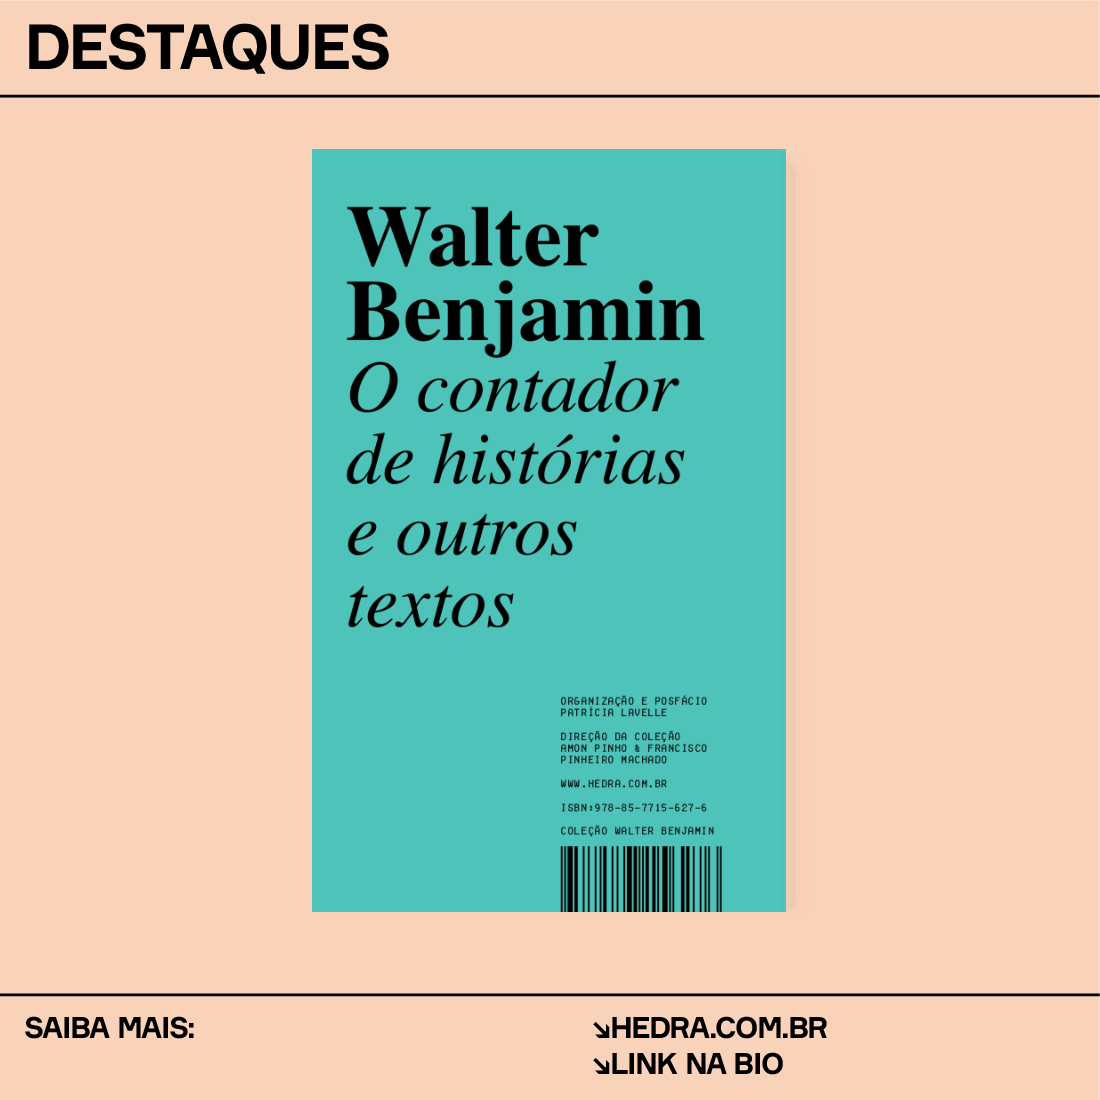 DESTAQUES
Walter
Benjamin
O contador
de histórias
e outros
textos
ORGANIZAÇÃO E POSFÁCIO
PATRÍCIA LAVELLE
DIREÇÃO DA COLEÇÃO
AMON PINHO & FRANCISCO
PINHEIRO MACHADO
WWW.HEDRA.COM.BR
ISBN:978-85-7715-627-6
COLEÇÃO WALTER BENJAMIN
SAIBA MAIS:
↘HEDRA.COM.BR
↘LINK NA BIO